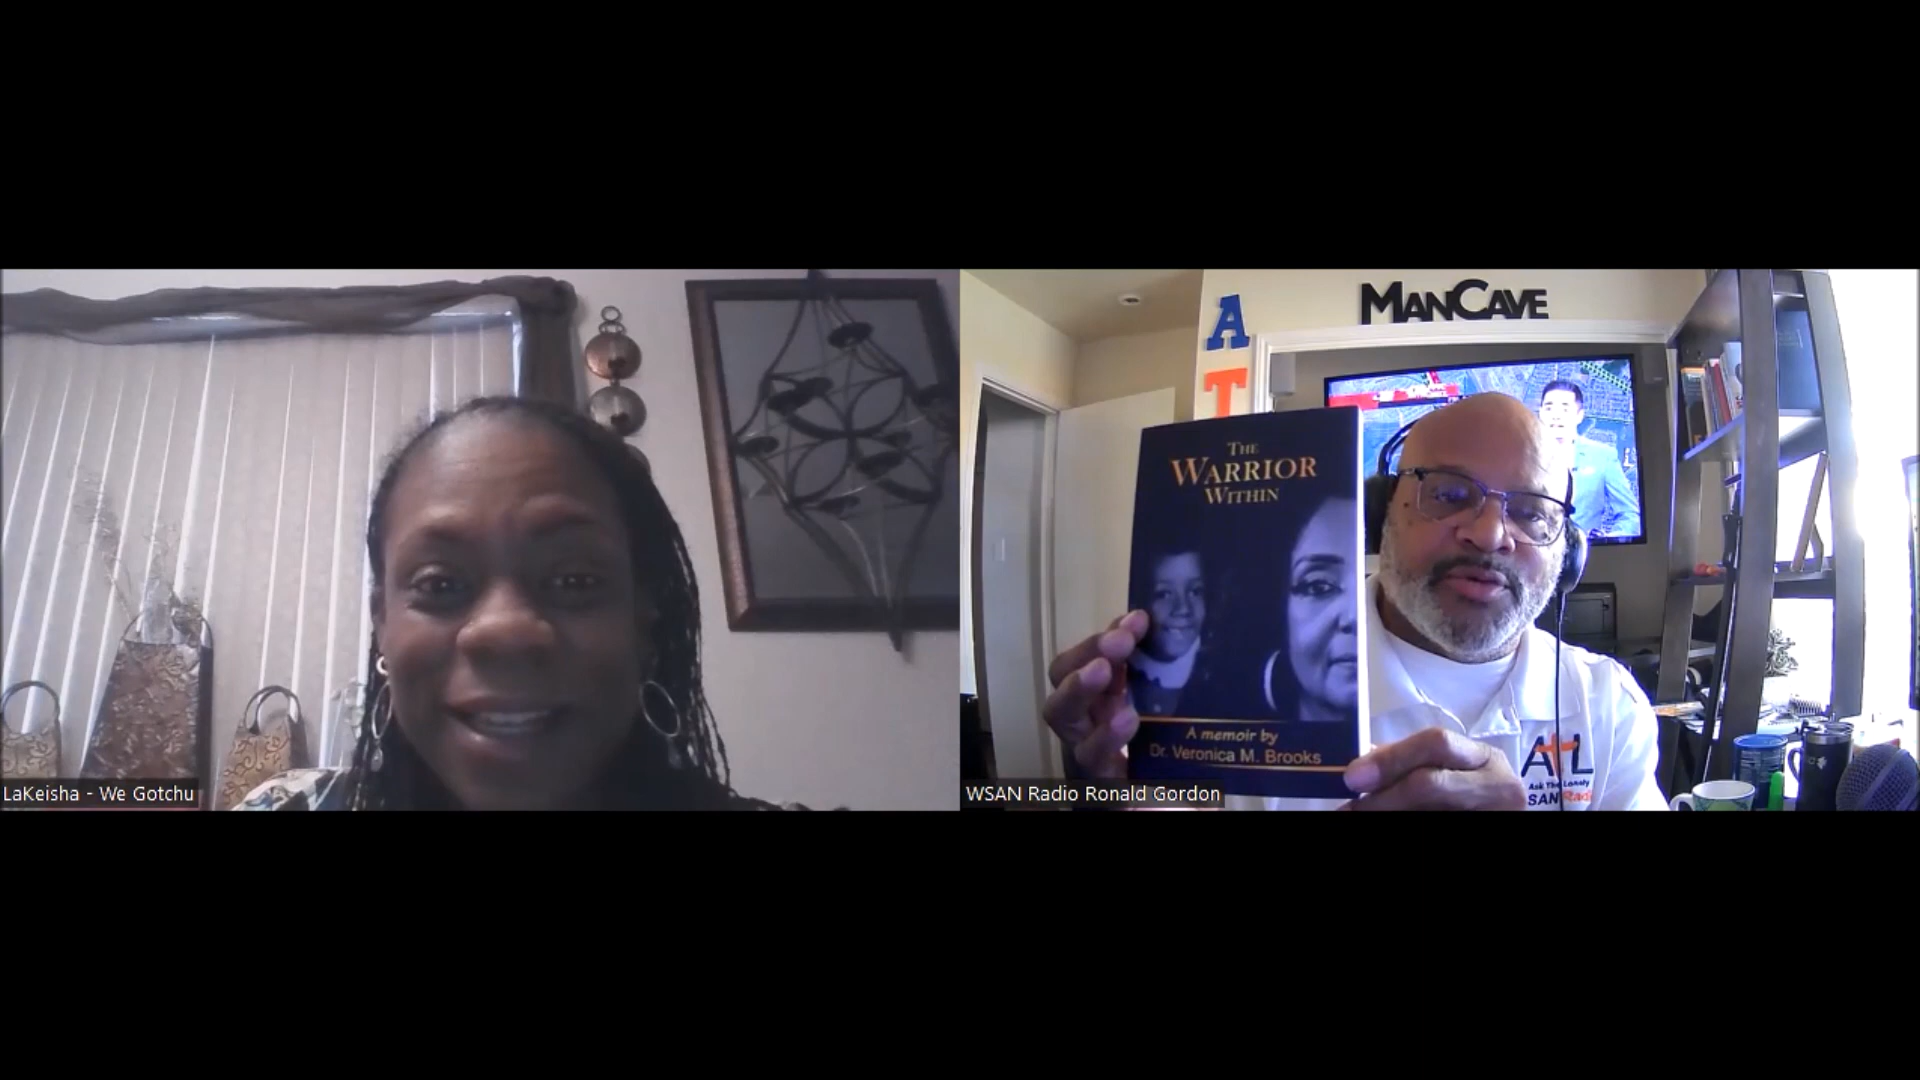 LaKeisha - We Gotchu
A
T
MANCAVE
THE
WARRIOR
WITHIN
A memoir by
Dr. Veronica M. Brooks
ATL
Ask The Lonely
WSAN Radio Ronald Gordon